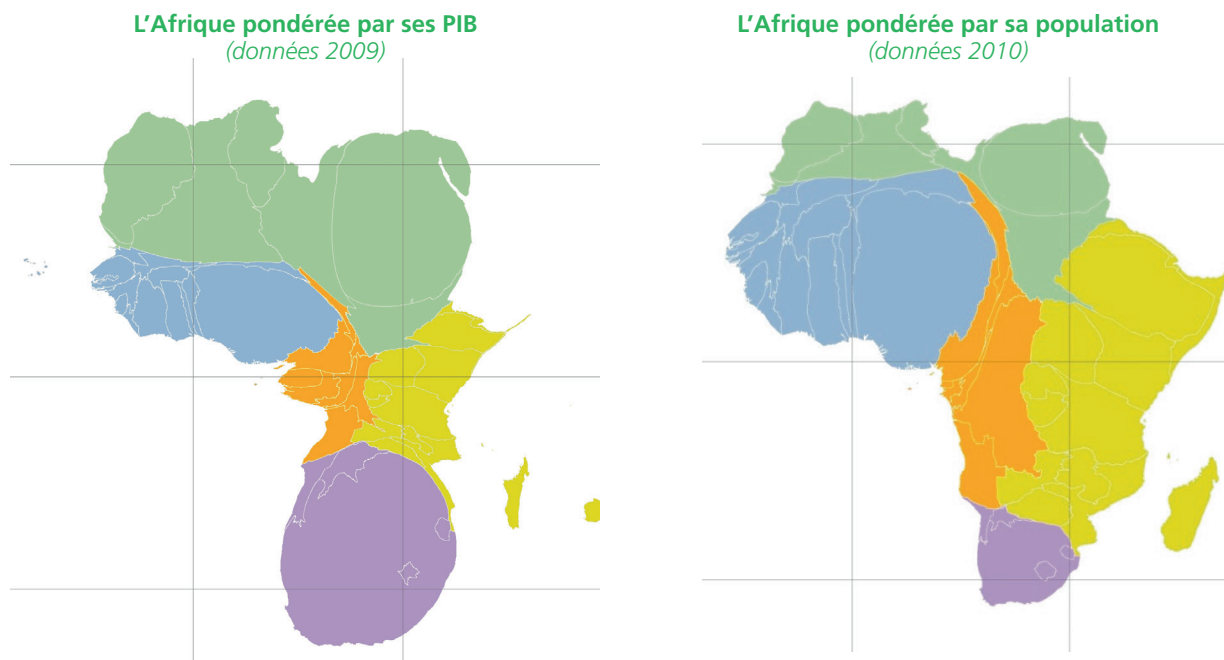 L'Afrique pondérée par ses PIB
(données 2009)
L'Afrique pondérée par sa population
(données 2010)